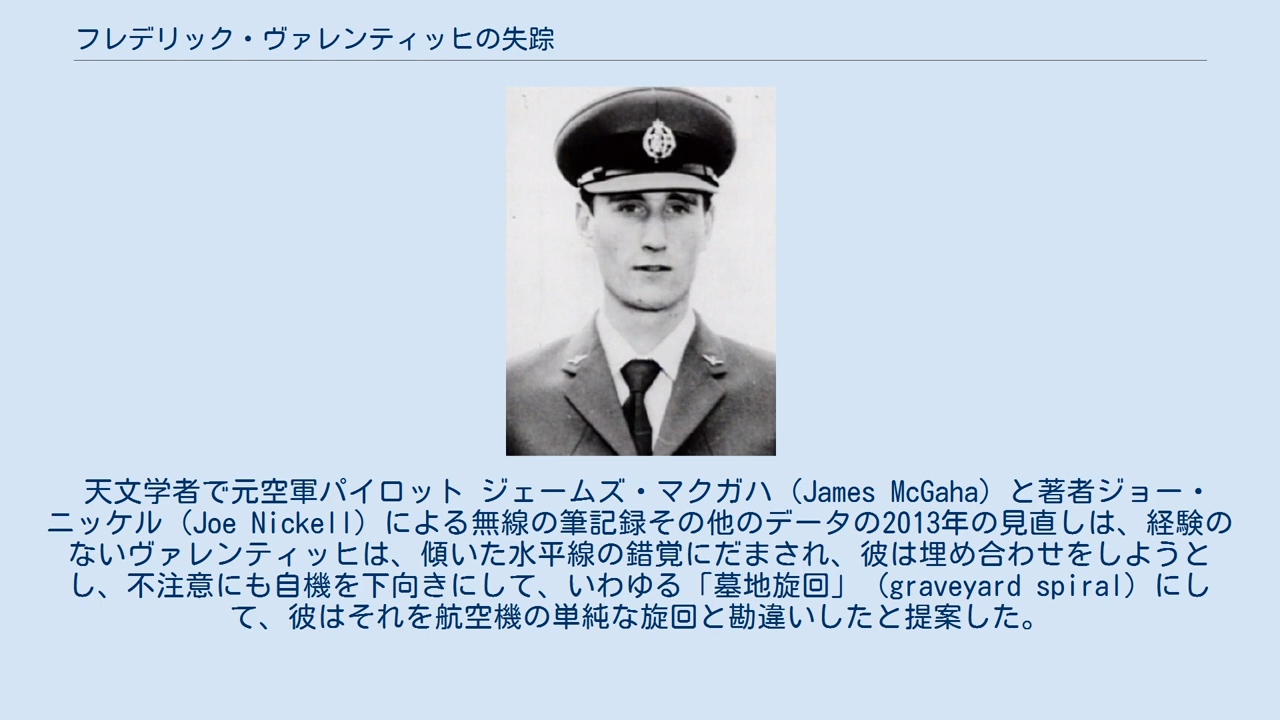 フレデリック・ヴァレンティッヒの失踪
天文学者で元空軍パイロット ジェームズ・マクガハ（James McGaha）と著者ジョー・
ニッケル（Joe Nickell）による無線の筆記録その他のデータの2013年の見直しは、経験の
ないヴァレンティッヒは、傾いた水平線の錯覚にだまされ、彼は埋め合わせをしようと
し、不注意にも自機を下向きにして、いわゆる「墓地旋回」（graveyard spiral）にし
て、彼はそれを航空機の単純な旋回と勘違いしたと提案した。